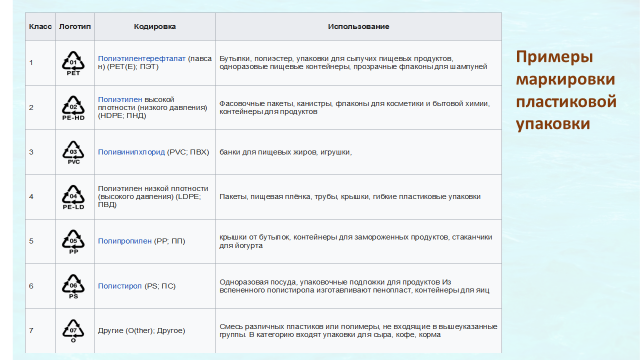 Класс Логотип Кодировка Использование
1
01
PET
Полиэтилентерефталат (лавса
н) (PET(E); ПЭТ)
Бутылки, полиэстер, упаковки для сыпучих пищевых продуктов,
одноразовые пищевые контейнеры, прозрачные флаконы для шампуней
2
02
PE-HD
Полиэтилен высокой
плотности (низкого давления)
(HDPE; ПНД)
Фасовочные пакеты, канистры, флаконы для косметики и бытовой химии,
контейнеры для продуктов
3
03
PVC
Поливинилхлорид (PVC; ПВХ)
банки для пищевых жиров, игрушки,
4
04
PE-LD
Полиэтилен низкой плотности
(высокого давления) (LDPE;
ПВД)
Пакеты, пищевая плёнка, трубы, крышки, гибкие пластиковые упаковки
5
05
PP
Полипропилен (PP; ПП)
крышки от бутылок, контейнеры для замороженных продуктов, стаканчики
для йогурта
6
06
PS
Полистирол (PS; ПС)
Одноразовая посуда, упаковочные подложки для продуктов Из
вспененного полистирола изготавливают пенопласт, контейнеры для яиц
7
07
O
Другие (O(ther); Другое)
Смесь различных пластиков или полимеры, не входящие в вышеуказанные
группы. В категорию входят упаковки для сыра, кофе, корма
Примеры
маркировки
пластиковой
упаковки